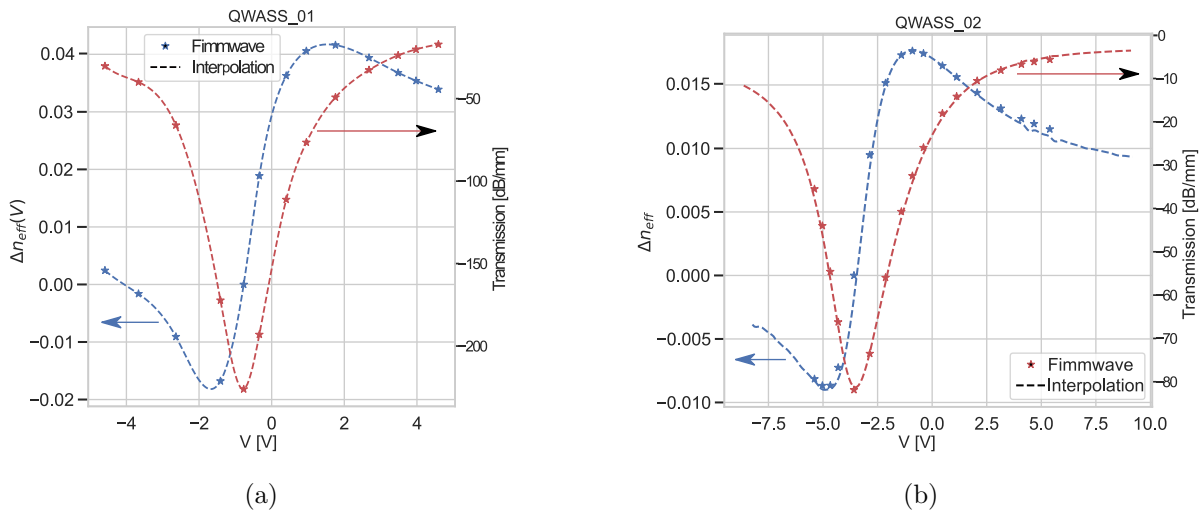 QWASS_01
Fimmwave
Interpolation
0.04
0.03
0.02
0.01
0.00
−0.01
−0.02
Δn_eff(V)
−4
−2
0
2
4
V [V]
−50
−100
−150
−200
Transmission [dB/mm]
(a)
QWASS_02
Fimmwave
Interpolation
0.015
0.010
0.005
0.000
−0.005
−0.010
Δn_eff
−7.5
−5.0
−2.5
0.0
2.5
5.0
7.5
10.0
V [V]
0
−10
−20
−30
−40
−50
−60
−70
−80
Transmission [dB/mm]
(b)